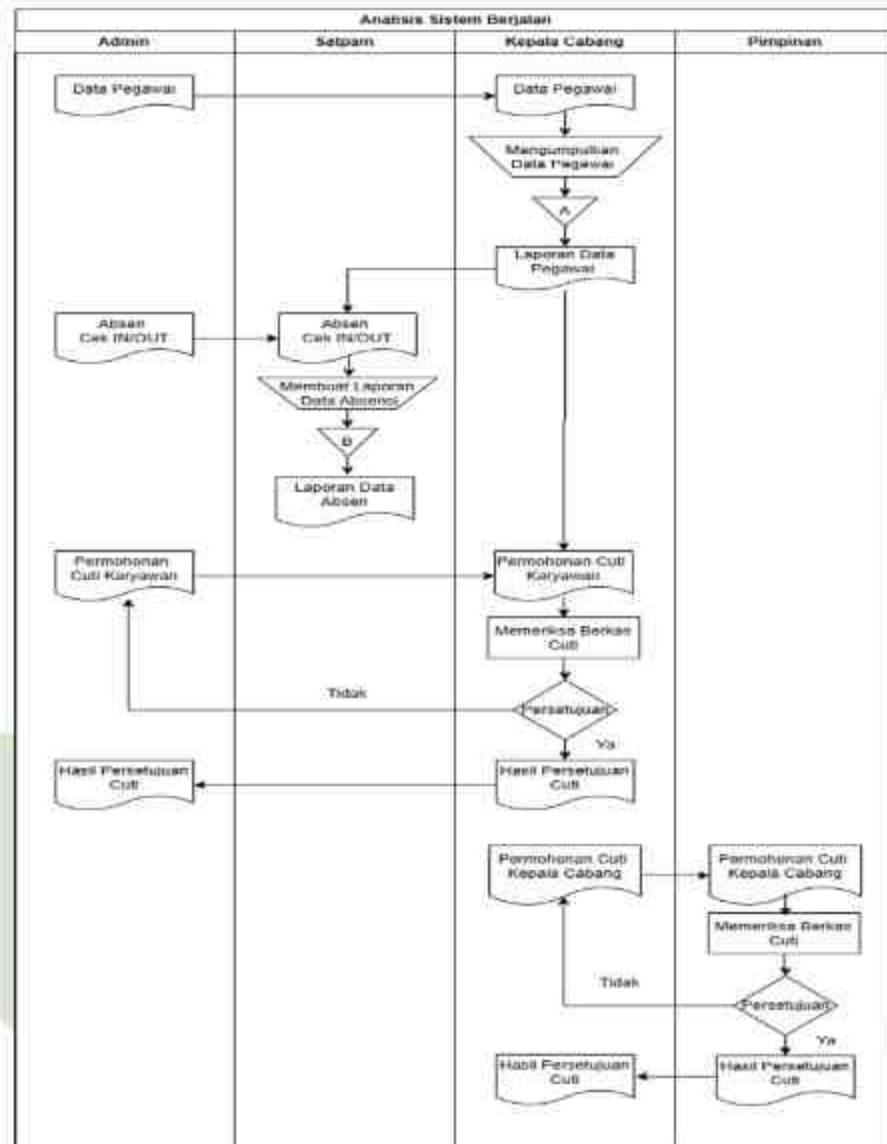 Analisis Sistem Berjalan
Admin
Satpam
Kepala Cabang
Pimpinan
Data Pegawai
Data Pegawai
Mengumpulkan
Data Pegawai
A
Laporan Data
Pegawai
Absen
Cek IN/OUT
Absen
Cek IN/OUT
Membuat Laporan
Data Absensi
B
Laporan Data
Absen
Permohonan
Cuti Karyawan
Permohonan Cuti
Karyawan
Memeriksa Berkas
Cuti
Tidak
Persetujuan
Ya
Hasil Persetujuan
Cuti
Hasil Persetujuan
Cuti
Permohonan Cuti
Kepala Cabang
Permohonan Cuti
Kepala Cabang
Memeriksa Berkas
Cuti
Tidak
Persetujuan
Ya
Hasil Persetujuan
Cuti
Hasil Persetujuan
Cuti